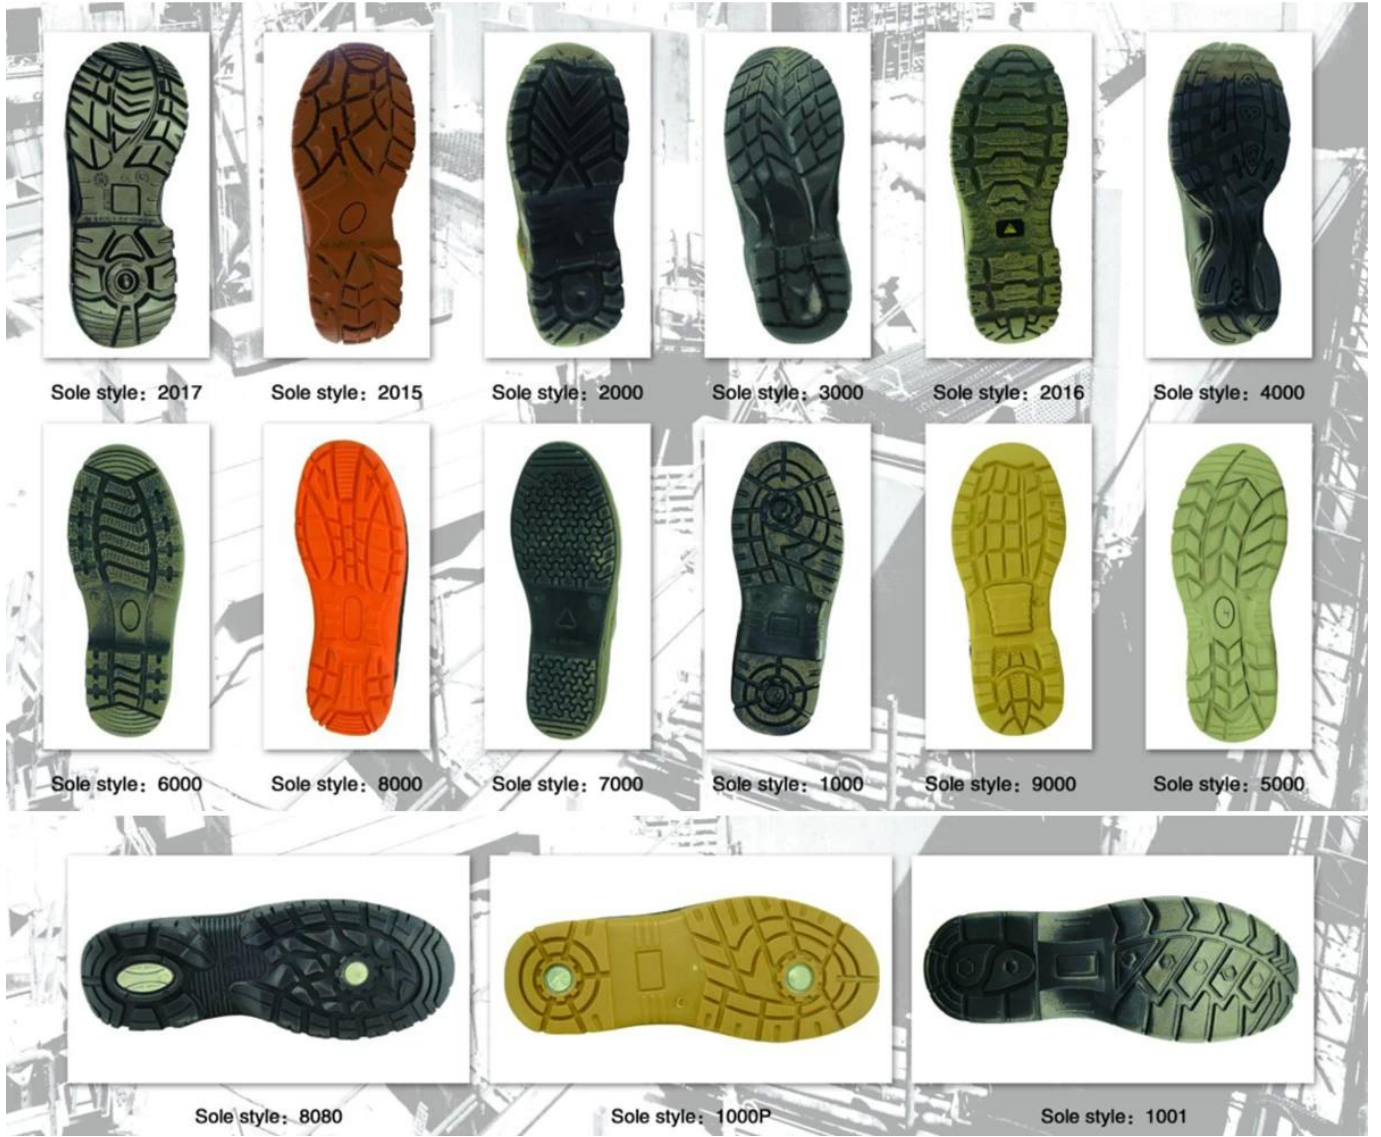 Sole style：2017
Sole style：2015
Sole style：2000
Sole style：3000
Sole style：2016
Sole style：4000
Sole style：6000
Sole style：8000
Sole style：7000
Sole style：1000
Sole style：9000
Sole style：5000
Sole style：8080
Sole style：1000P
Sole style：1001